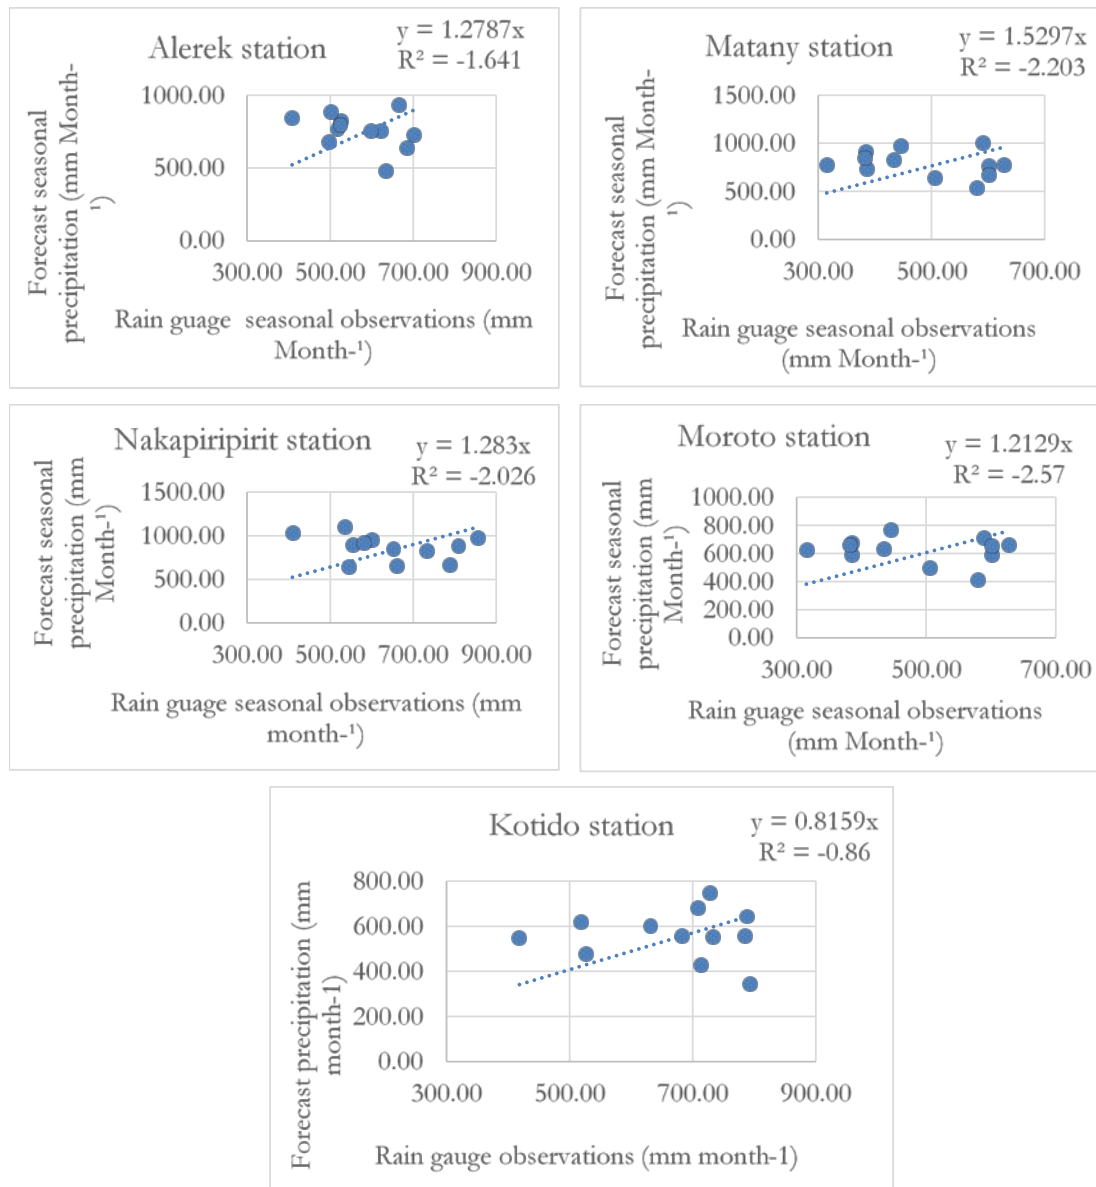 Alerek station
y = 1.2787x
R² = -1.641
Forecast seasonal
precipitation (mm Month-
¹)
1000.00
500.00
0.00
300.00 500.00 700.00 900.00
Rain guage seasonal observations (mm
Month-¹)
Matany station
y = 1.5297x
R² = -2.203
Forecast seasonal
precipitation (mm Month-
¹)
1500.00
1000.00
500.00
0.00
300.00 500.00 700.00
Rain guage seasonal observations
(mm Month-¹)
Nakapiripirit station
y = 1.283x
R² = -2.026
Forecast seasonal
precipitation (mm
Month-¹)
1500.00
1000.00
500.00
0.00
300.00 500.00 700.00 900.00
Rain guage seasonal observations (mm
month-¹)
Moroto station
y = 1.2129x
R² = -2.57
Forecast seasonal
precipitation (mm
Month-¹)
1000.00
800.00
600.00
400.00
200.00
0.00
300.00 500.00 700.00
Rain guage seasonal observations
(mm Month-¹)
Kotido station
y = 0.8159x
R² = -0.86
Forecast precipitation (mm
month-1)
800.00
600.00
400.00
200.00
0.00
300.00 500.00 700.00 900.00
Rain gauge observations (mm month-1)